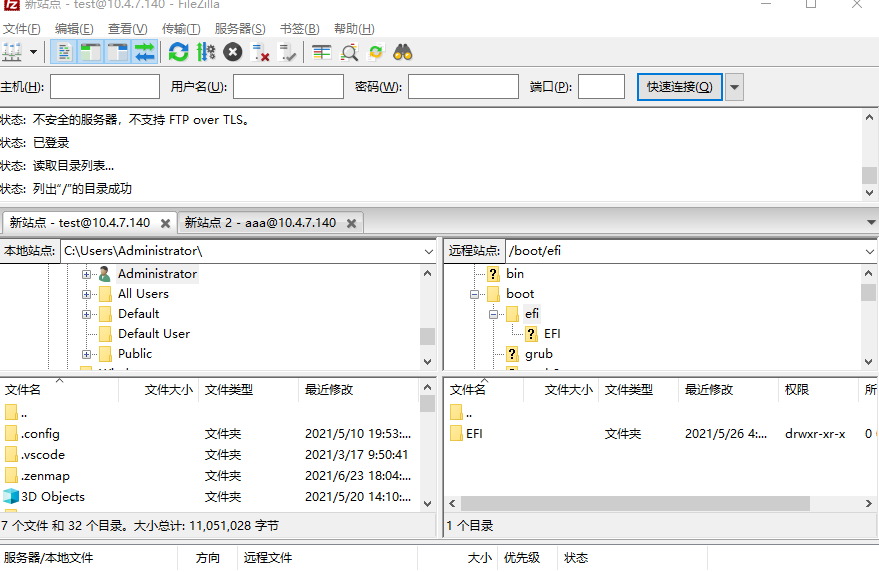 新站点 - test@10.4.7.140 - FileZilla
文件(F) 编辑(E) 查看(V) 传输(T) 服务器(S) 书签(B) 帮助(H)
主机(H): 用户名(U): 密码(W): 端口(P): 快速连接(Q)
状态: 不安全的服务器，不支持 FTP over TLS。
状态: 已登录
状态: 读取目录列表...
状态: 列出“/”的目录成功
新站点 - test@10.4.7.140 新站点 2 - aaa@10.4.7.140
本地站点: C:\Users\Administrator\
Administrator
All Users
Default
Default User
Public
远程站点: /boot/efi
? bin
boot
efi
? EFI
? grub
文件名 文件大小 文件类型 最近修改
..
.config 文件夹 2021/5/10 19:53:...
.vscode 文件夹 2021/3/17 9:50:41
.zenmap 文件夹 2021/6/23 18:04:...
3D Objects 文件夹 2021/5/20 14:10:...
7 个文件 和 32 个目录。大小总计: 11,051,028 字节
文件名 文件大小 文件类型 最近修改 权限 所
..
EFI 文件夹 2021/5/26 4:... drwxr-xr-x 0
1 个目录
服务器/本地文件 方向 远程文件 大小 优先级 状态